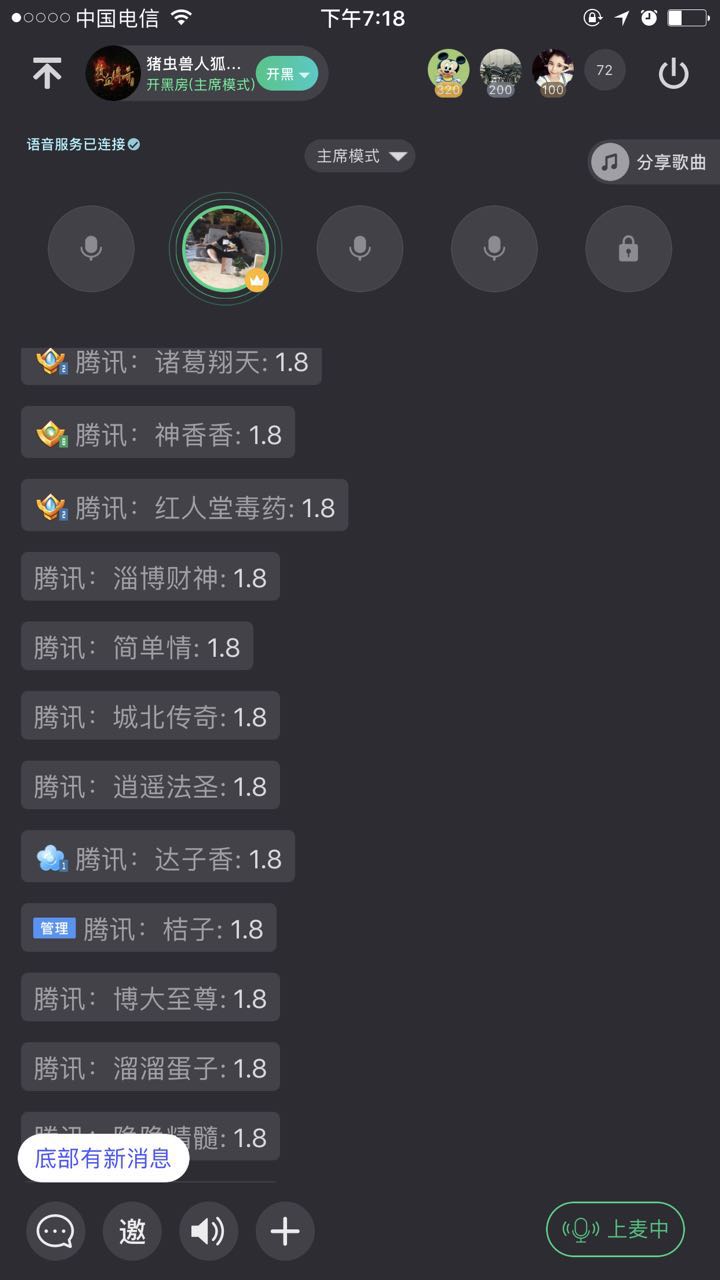 中国电信
下午7:18
猪虫兽人狐...
开黑房(主席模式)
开黑
320
200
100
72
语音服务已连接
主席模式
分享歌曲
腾讯：诸葛翔天: 1.8
腾讯：神香香: 1.8
腾讯：红人堂毒药: 1.8
腾讯：淄博财神: 1.8
腾讯：简单情: 1.8
腾讯：城北传奇: 1.8
腾讯：逍遥法圣: 1.8
腾讯：达子香: 1.8
管理 腾讯：桔子: 1.8
腾讯：博大至尊: 1.8
腾讯：溜溜蛋子: 1.8
精髓: 1.8
底部有新消息
邀
上麦中